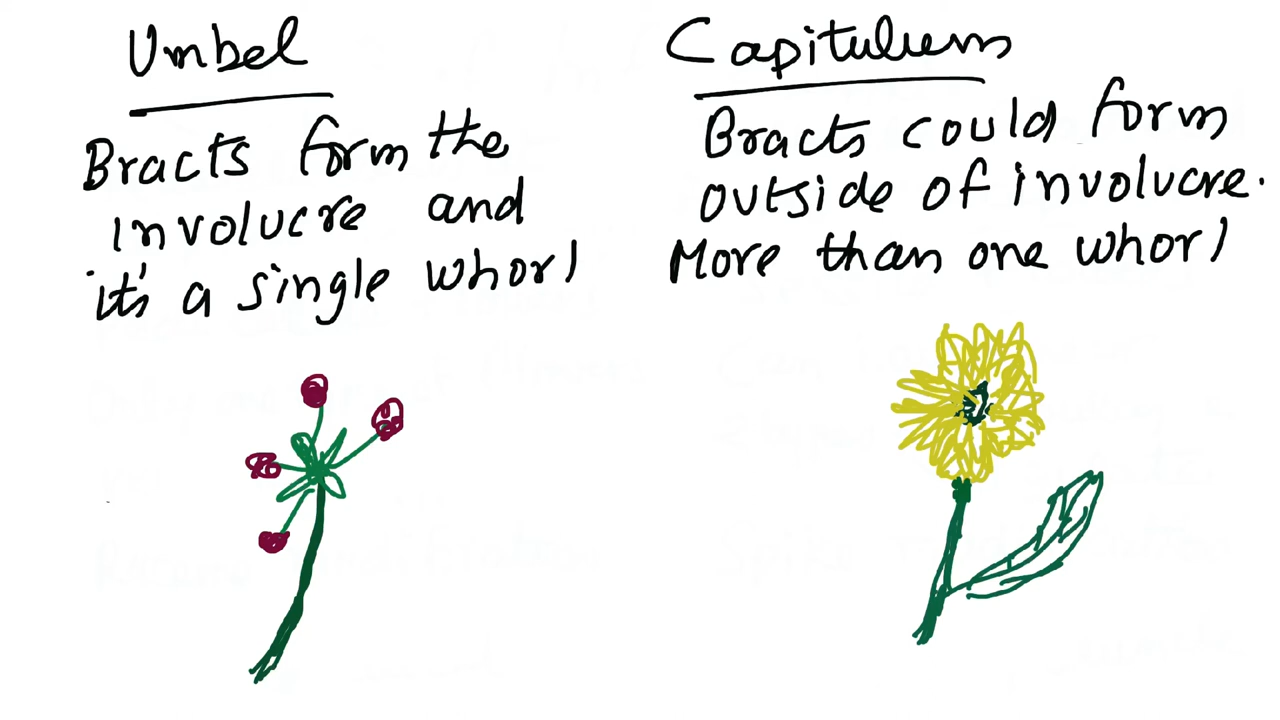 Umbel
Bracts form the
involucre and
it's a single whorl
Capitulum
Bracts could form
outside of involucre.
More than one whorl